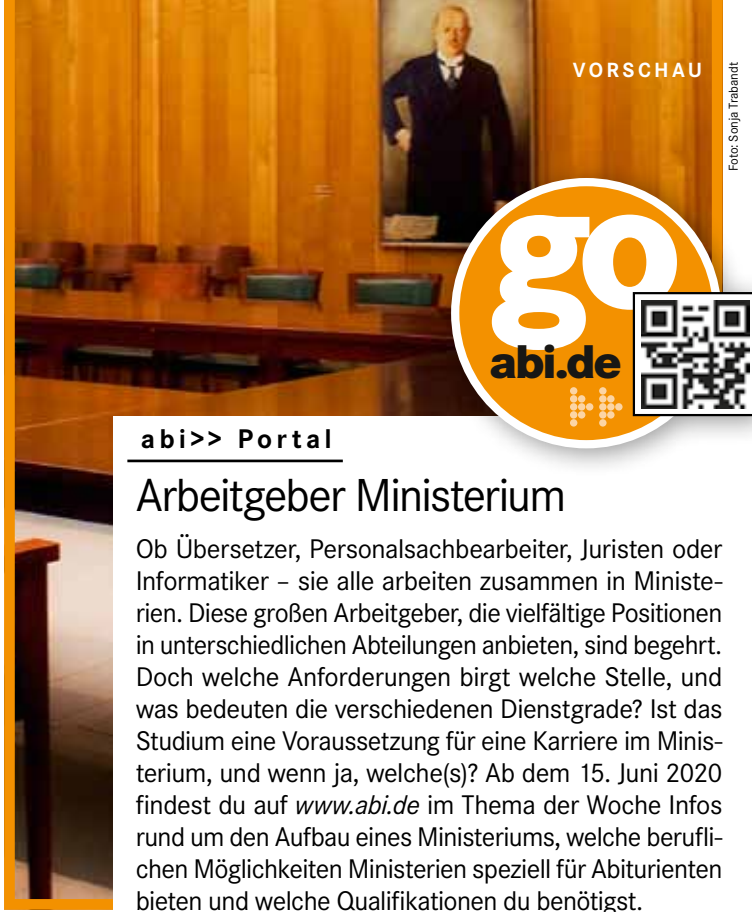 VORSCHAU
Foto: Sonja Trabandt
go
abi.de
abi>> Portal
Arbeitgeber Ministerium
Ob Übersetzer, Personalsachbearbeiter, Juristen oder
Informatiker – sie alle arbeiten zusammen in Ministe-
rien. Diese großen Arbeitgeber, die vielfältige Positionen
in unterschiedlichen Abteilungen anbieten, sind begehrt.
Doch welche Anforderungen birgt welche Stelle, und
was bedeuten die verschiedenen Dienstgrade? Ist das
Studium eine Voraussetzung für eine Karriere im Minis-
terium, und wenn ja, welche(s)? Ab dem 15. Juni 2020
findest du auf www.abi.de im Thema der Woche Infos
rund um den Aufbau eines Ministeriums, welche berufli-
chen Möglichkeiten Ministerien speziell für Abiturienten
bieten und welche Qualifikationen du benötigst.